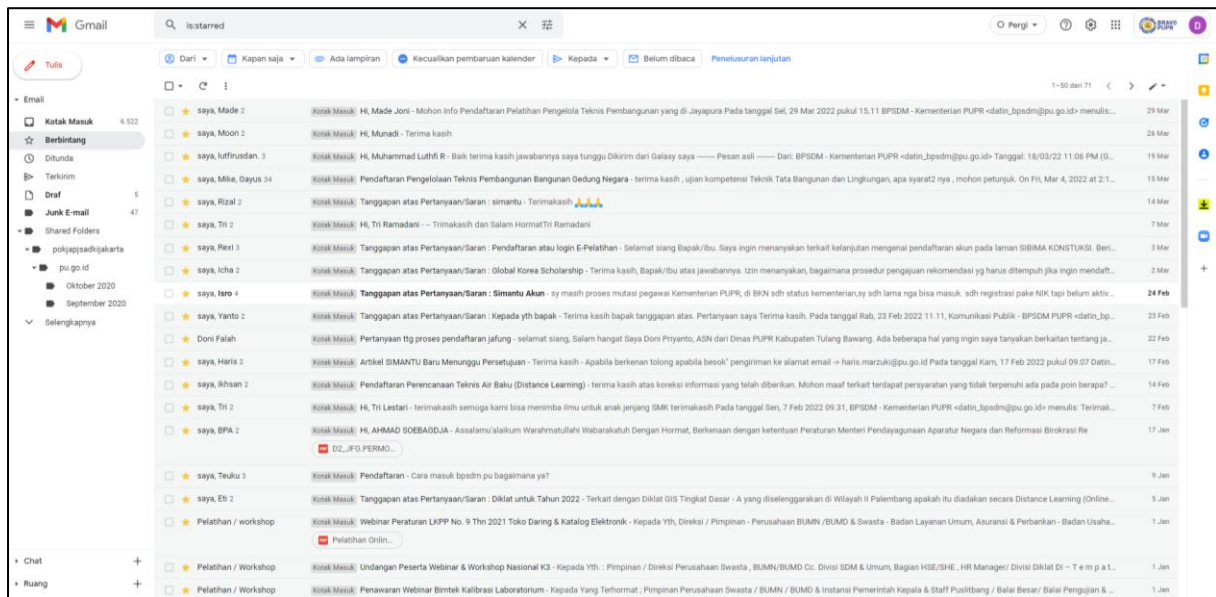 Gmail
is:starred
Pergi
BRAVO PUPR
D
Tulis
Dari Kapan saja Ada lampiran Kecualikan pembaruan kalender Kepada Belum dibaca Penelusuran lanjutan
1–50 dari 71
Email
Kotak Masuk 6.922
Berbintang
Ditunda
Terkirim
Draf 5
Junk E-mail 47
Shared Folders
pokjapjsadkijakarta
pu.go.id
Oktober 2020
September 2020
Selengkapnya
Chat
Ruang
saya, Made 2 Kotak Masuk Hi, Made Joni - Mohon Info Pendaftaran Pelatihan Pengelola Teknis Pembangunan yang di Jayapura Pada tanggal Sel, 29 Mar 2022 pukul 15.11 BPSDM - Kementerian PUPR <datin_bpsdm@pu.go.id> menulis:... 29 Mar
saya, Moon 2 Kotak Masuk Hi, Munadi - Terima kasih 26 Mar
saya, lutfirusdan. 3 Kotak Masuk Hi, Muhammad Luthfi R - Baik terima kasih jawabannya saya tunggu Dikirim dari Galaxy saya -------- Pesan asli -------- Dari: BPSDM - Kementerian PUPR <datin_bpsdm@pu.go.id> Tanggal: 18/03/22 11:06 PM (G... 19 Mar
saya, Mike, Gayus 34 Kotak Masuk Pendaftaran Pengelolaan Teknis Pembangunan Bangunan Gedung Negara - terima kasih , ujian kompetensi Teknik Tata Bangunan dan Lingkungan, apa syarat2 nya , mohon petunjuk. On Fri, Mar 4, 2022 at 2:1... 15 Mar
saya, Rizal 2 Kotak Masuk Tanggapan atas Pertanyaan/Saran : simantu - Terimakasih 🙏🙏🙏 14 Mar
saya, Tri 2 Kotak Masuk Hi, Tri Ramadani - -- Trimakasih dan Salam HormatTri Ramadani 7 Mar
saya, Rexi 3 Kotak Masuk Tanggapan atas Pertanyaan/Saran : Pendaftaran atau login E-Pelatihan - Selamat siang Bapak/Ibu. Saya ingin menanyakan terkait kelanjutan mengenai pendaftaran akun pada laman SIBIMA KONSTUKSI. Beri... 3 Mar
saya, Icha 2 Kotak Masuk Tanggapan atas Pertanyaan/Saran : Global Korea Scholarship - Terima kasih, Bapak/Ibu atas jawabannya. Izin menanyakan, bagaimana prosedur pengajuan rekomendasi yg harus ditempuh jika ingin mendaft... 2 Mar
saya, Isro 4 Kotak Masuk Tanggapan atas Pertanyaan/Saran : Simantu Akun - sy masih proses mutasi pegawai Kementerian PUPR, di BKN sdh status kementerian,sy sdh lama nga bisa masuk. sdh registrasi pake NIK tapi belum aktiv... 24 Feb
saya, Yanto 2 Kotak Masuk Tanggapan atas Pertanyaan/Saran : Kepada yth bapak - Terima kasih bapak tanggapan atas. Pertanyaan saya Terima kasih. Pada tanggal Rab, 23 Feb 2022 11.11, Komunikasi Publik - BPSDM PUPR <datin_bp... 23 Feb
Doni Falah Kotak Masuk Pertanyaan ttg proses pendaftaran jafung - selamat siang, Salam hangat Saya Doni Priyanto, ASN dari Dinas PUPR Kabupaten Tulang Bawang. Ada beberapa hal yang ingin saya tanyakan berkaitan tentang ja... 22 Feb
saya, Haris 2 Kotak Masuk Artikel SIMANTU Baru Menunggu Persetujuan - Terima kasih - Apabila berkenan tolong apabila besok" pengiriman ke alamat email -> haris.marzuki@pu.go.id Pada tanggal Kam, 17 Feb 2022 pukul 09.07 Datin... 17 Feb
saya, Ikhsan 2 Kotak Masuk Pendaftaran Perencanaan Teknis Air Baku (Distance Learning) - terima kasih atas koreksi informasi yang telah diberikan. Mohon maaf terkait terdapat persyaratan yang tidak terpenuhi ada pada poin berapa? ... 14 Feb
saya, Tri 2 Kotak Masuk Hi, Tri Lestari - terimakasih semoga kami bisa menimba ilmu untuk anak jenjang SMK terimakasih Pada tanggal Sen, 7 Feb 2022 09.31, BPSDM - Kementerian PUPR <datin_bpsdm@pu.go.id> menulis: Terimak... 7 Feb
saya, BPA 2 Kotak Masuk Hi, AHMAD SOEBAGDJA - Assalamu'alaikum Warahmatullahi Wabarakatuh Dengan Hormat, Berkenaan dengan ketentuan Peraturan Menteri Pendayagunaan Aparatur Negara dan Reformasi Birokrasi Re 17 Jan
D2_JFG.PERMO...
saya, Teuku 3 Kotak Masuk Pendaftaran - Cara masuk bpsdm pu bagaimana ya? 9 Jan
saya, Eti 2 Kotak Masuk Tanggapan atas Pertanyaan/Saran : Diklat untuk Tahun 2022 - Terkait dengan Diklat GIS Tingkat Dasar - A yang diselenggarakan di Wilayah II Palembang apakah itu diadakan secara Distance Learning (Online... 5 Jan
Pelatihan / workshop Kotak Masuk Webinar Peraturan LKPP No. 9 Thn 2021 Toko Daring & Katalog Elektronik - Kepada Yth, Direksi / Pimpinan - Perusahaan BUMN /BUMD & Swasta - Badan Layanan Umum, Asuransi & Perbankan - Badan Usaha... 1 Jan
Pelatihan Onlin...
Pelatihan / Workshop Kotak Masuk Undangan Peserta Webinar & Workshop Nasional K3 - Kepada Yth. : Pimpinan / Direksi Perusahaan Swasta , BUMN/BUMD Cc. Divisi SDM & Umum, Bagian HSE/SHE , HR Manager/ Divisi Diklat Di – T e m p a t... 1 Jan
Pelatihan / Workshop Kotak Masuk Penawaran Webinar Bimtek Kalibrasi Laboratorium - Kepada Yang Terhormat ; Pimpinan Perusahaan Swasta / BUMN / BUMD & Instansi Pemerintah Kepala & Staff Puslitbang / Balai Besar/ Balai Pengujian & ... 1 Jan